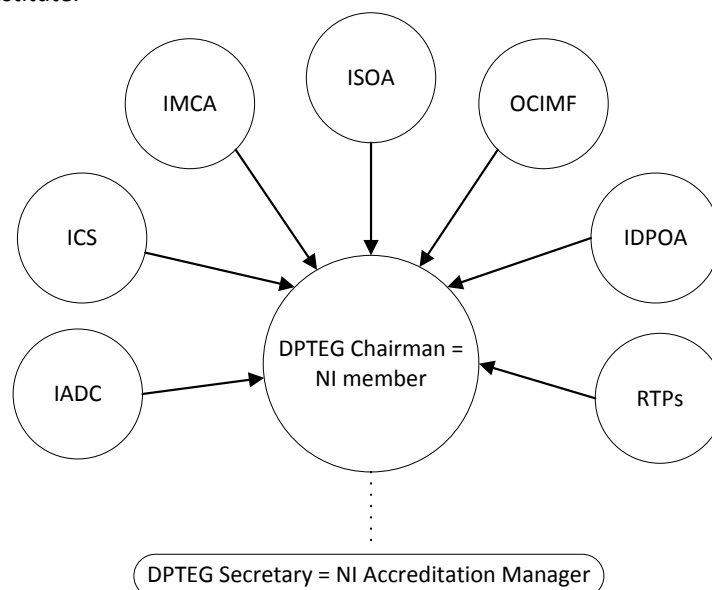 ISOA
IMCA
OCIMF
ICS
IDPOA
DPTEG Chairman =
NI member
IADC
RTPs
DPTEG Secretary = NI Accreditation Manager